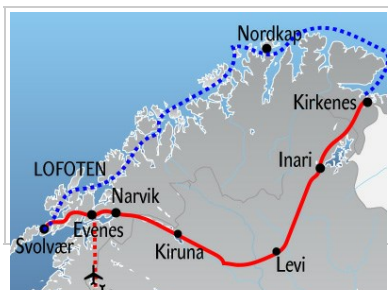 Nordkap
Kirkenes
Inari
LOFOTEN
Narvik
Evenes
Svolvær
Kiruna
Levi